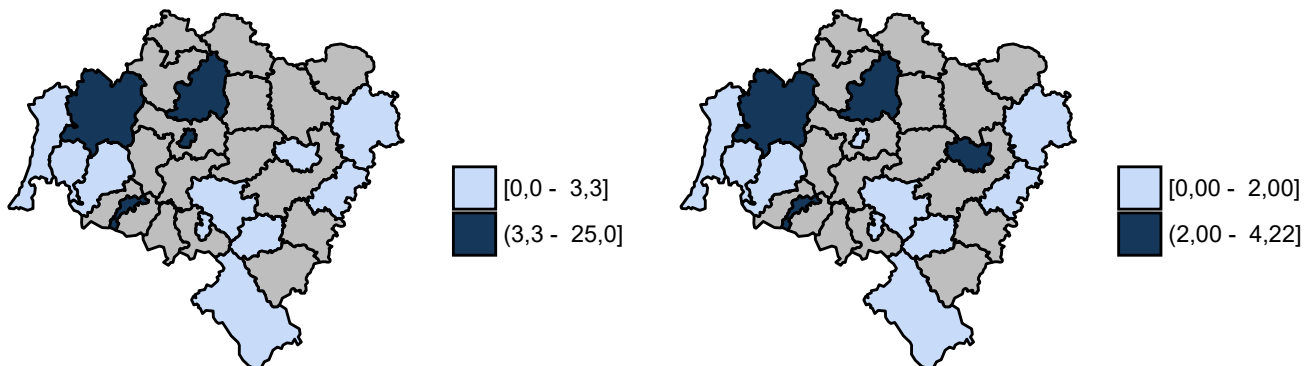 [0,0 - 3,3]
(3,3 - 25,0]
[0,00 - 2,00]
(2,00 - 4,22]